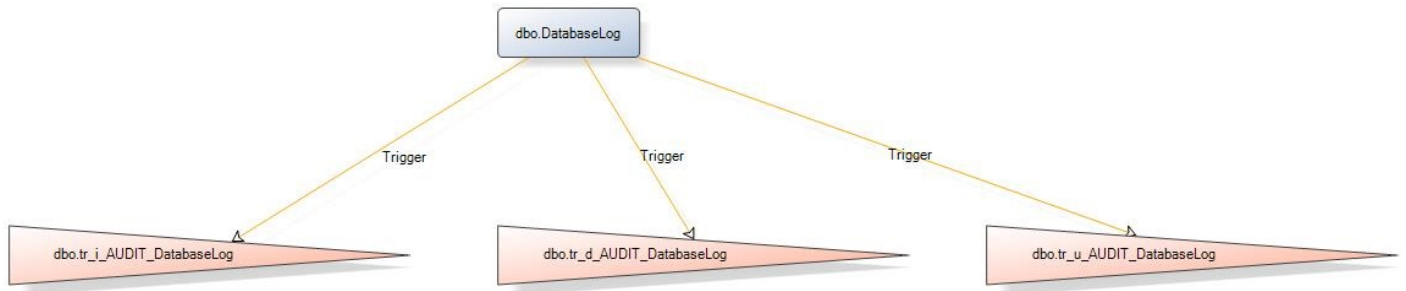 dbo.DatabaseLog
Trigger
Trigger
Trigger
dbo.tr_i_AUDIT_DatabaseLog
dbo.tr_d_AUDIT_DatabaseLog
dbo.tr_u_AUDIT_DatabaseLog